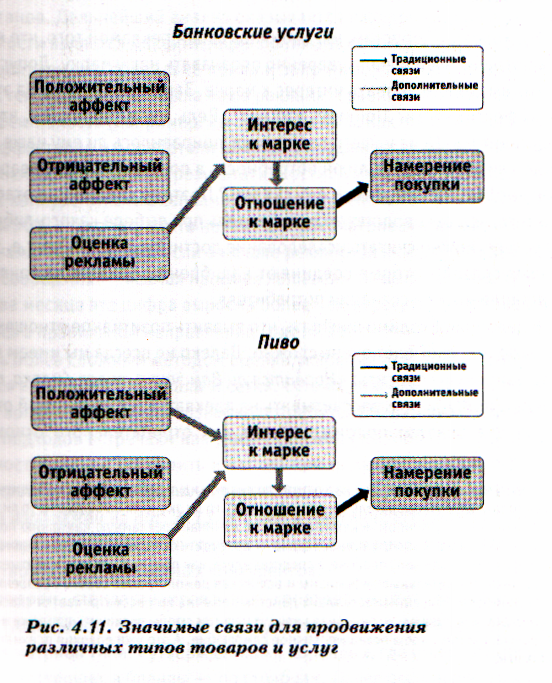 Банковские услуги
Традиционные
связи
Дополнительные
связи
Положительный
аффект
Интерес
к марке
Отрицательный
аффект
Намерение
покупки
Отношение
к марке
Оценка
рекламы
Пиво
Традиционные
связи
Дополнительные
связи
Положительный
аффект
Интерес
к марке
Отрицательный
аффект
Намерение
покупки
Отношение
к марке
Оценка
рекламы
Рис. 4.11. Значимые связи для продвижения
различных типов товаров и услуг